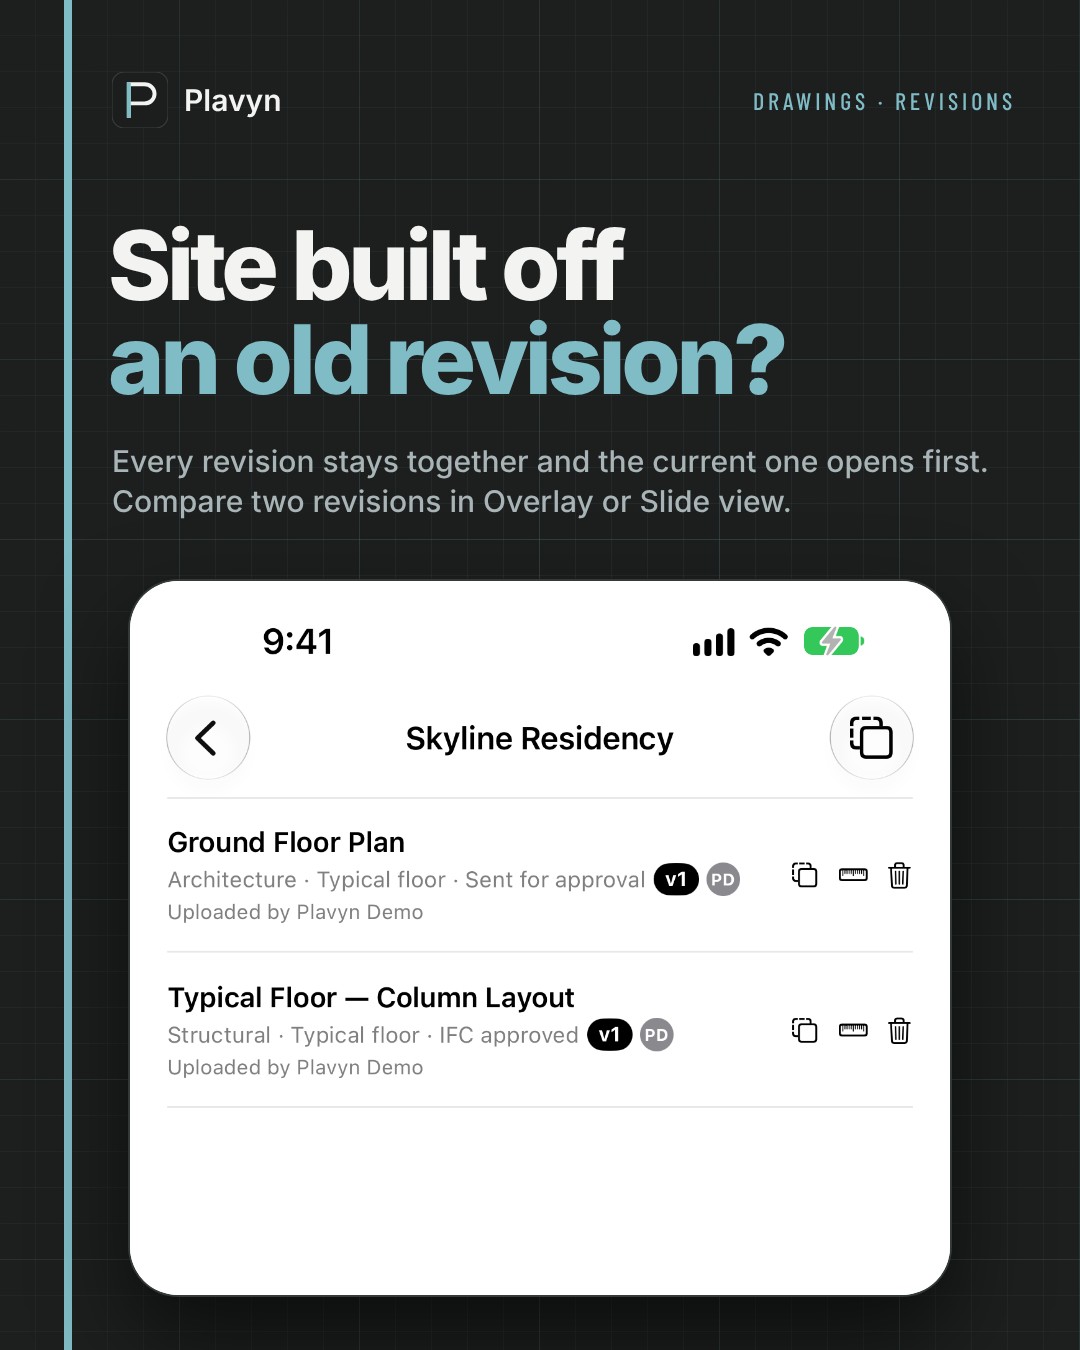 Plavyn
DRAWINGS · REVISIONS
Site built off
an old revision?
Every revision stays together and the current one opens first.
Compare two revisions in Overlay or Slide view.
9:41
Skyline Residency
Ground Floor Plan
Architecture · Typical floor · Sent for approval v1 PD
Uploaded by Plavyn Demo
Typical Floor — Column Layout
Structural · Typical floor · IFC approved v1 PD
Uploaded by Plavyn Demo